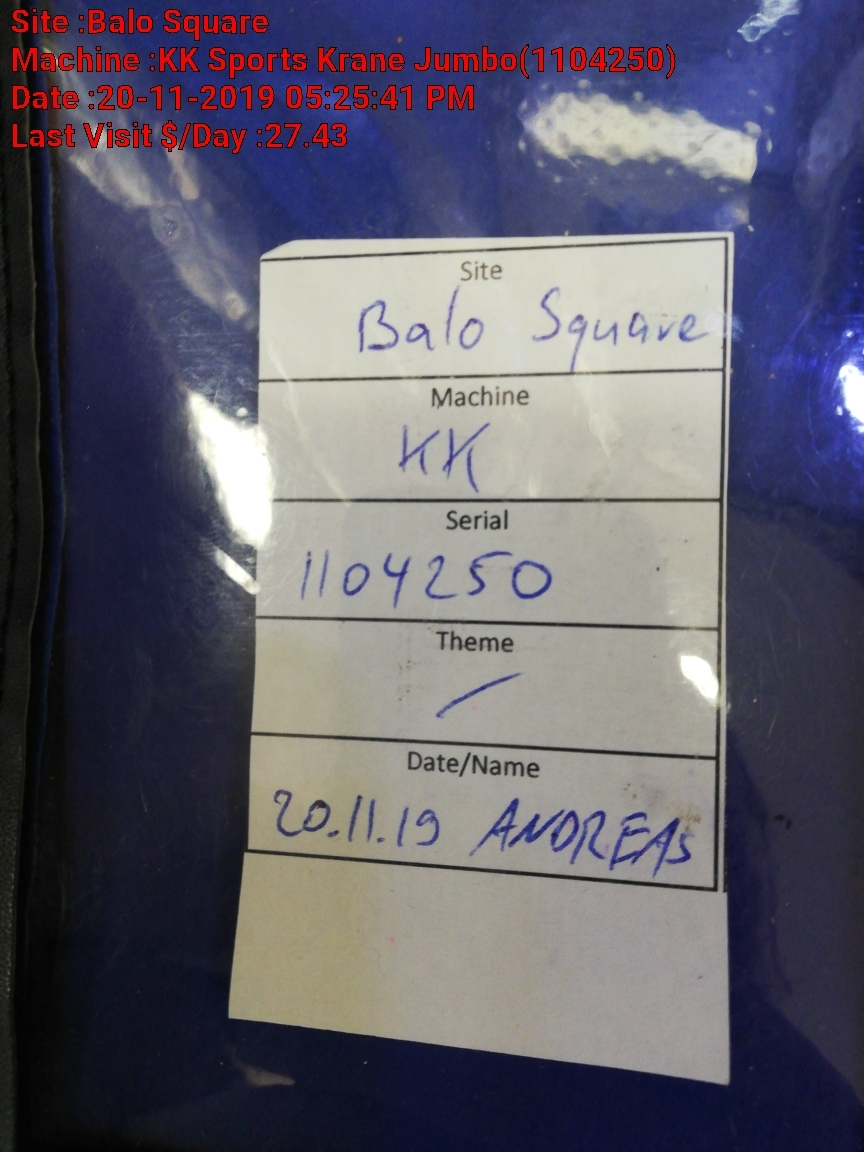 Site :Balo Square
Machine :KK Sports Krane Jumbo(1104250)
Date :20-11-2019 05:25:41 PM
Last Visit $/Day :27.43
Site
Balo Square
Machine
KK
Serial
1104250
Theme
/
Date/Name
20.11.19 ANDREAS